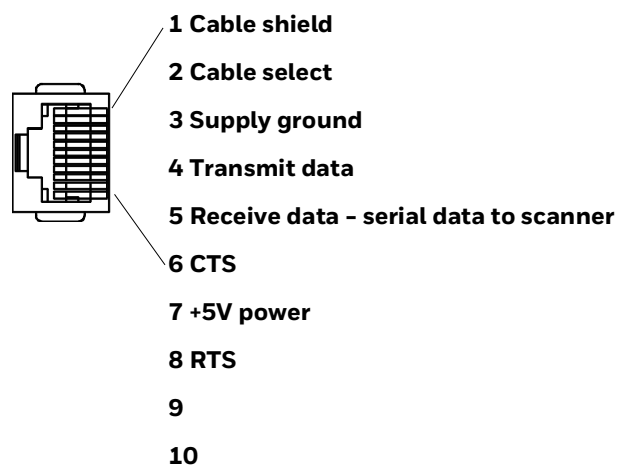 1 Cable shield
2 Cable select
3 Supply ground
4 Transmit data
5 Receive data – serial data to scanner
6 CTS
7 +5V power
8 RTS
9
10